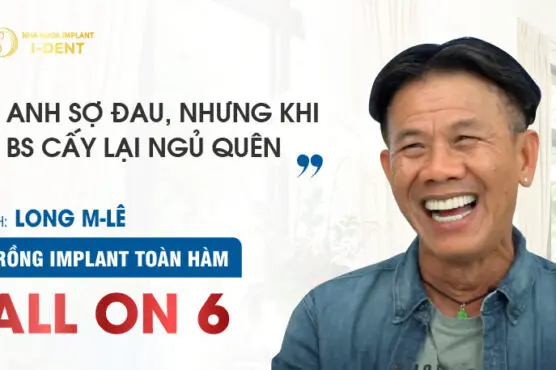 NHA KHOA IMPLANT
I-DENT
ANH SỢ ĐAU, NHƯNG KHI
BS CẤY LẠI NGỦ QUÊN
”
H: LONG M-LÊ
RỒNG IMPLANT TOÀN HÀM
ALL ON 6